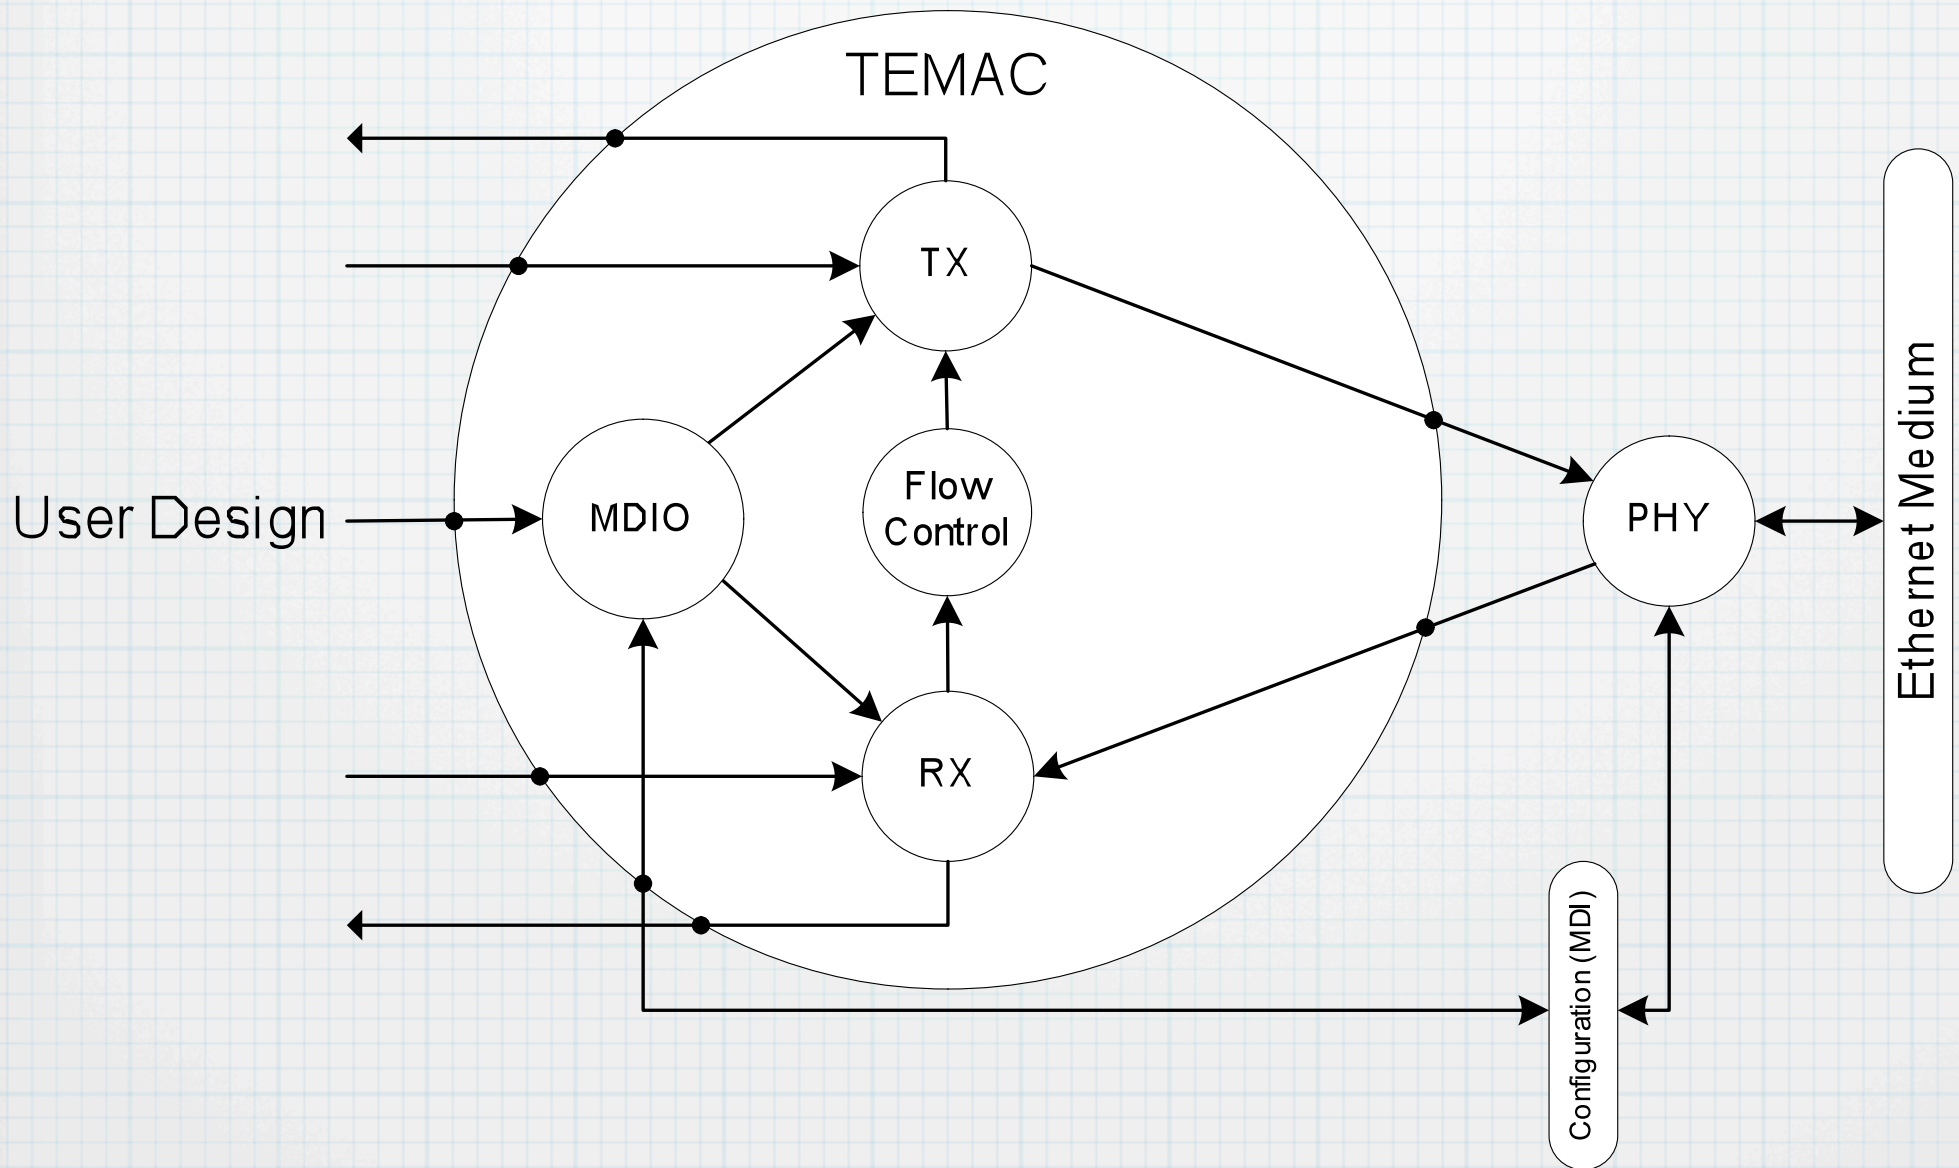 TEMAC
TX
User Design
MDIO
Flow
Control
PHY
Ethernet Medium
RX
Configuration (MDI)